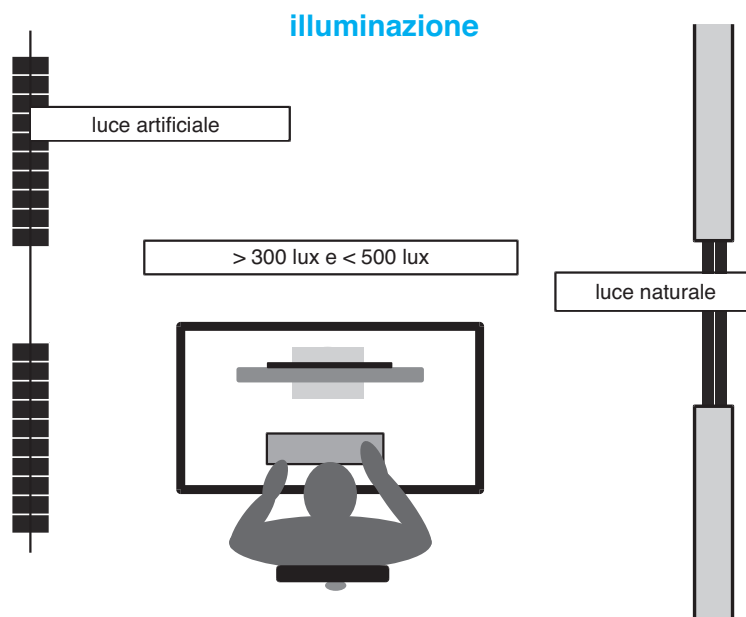 illuminazione
luce artificiale
> 300 lux e < 500 lux
luce naturale